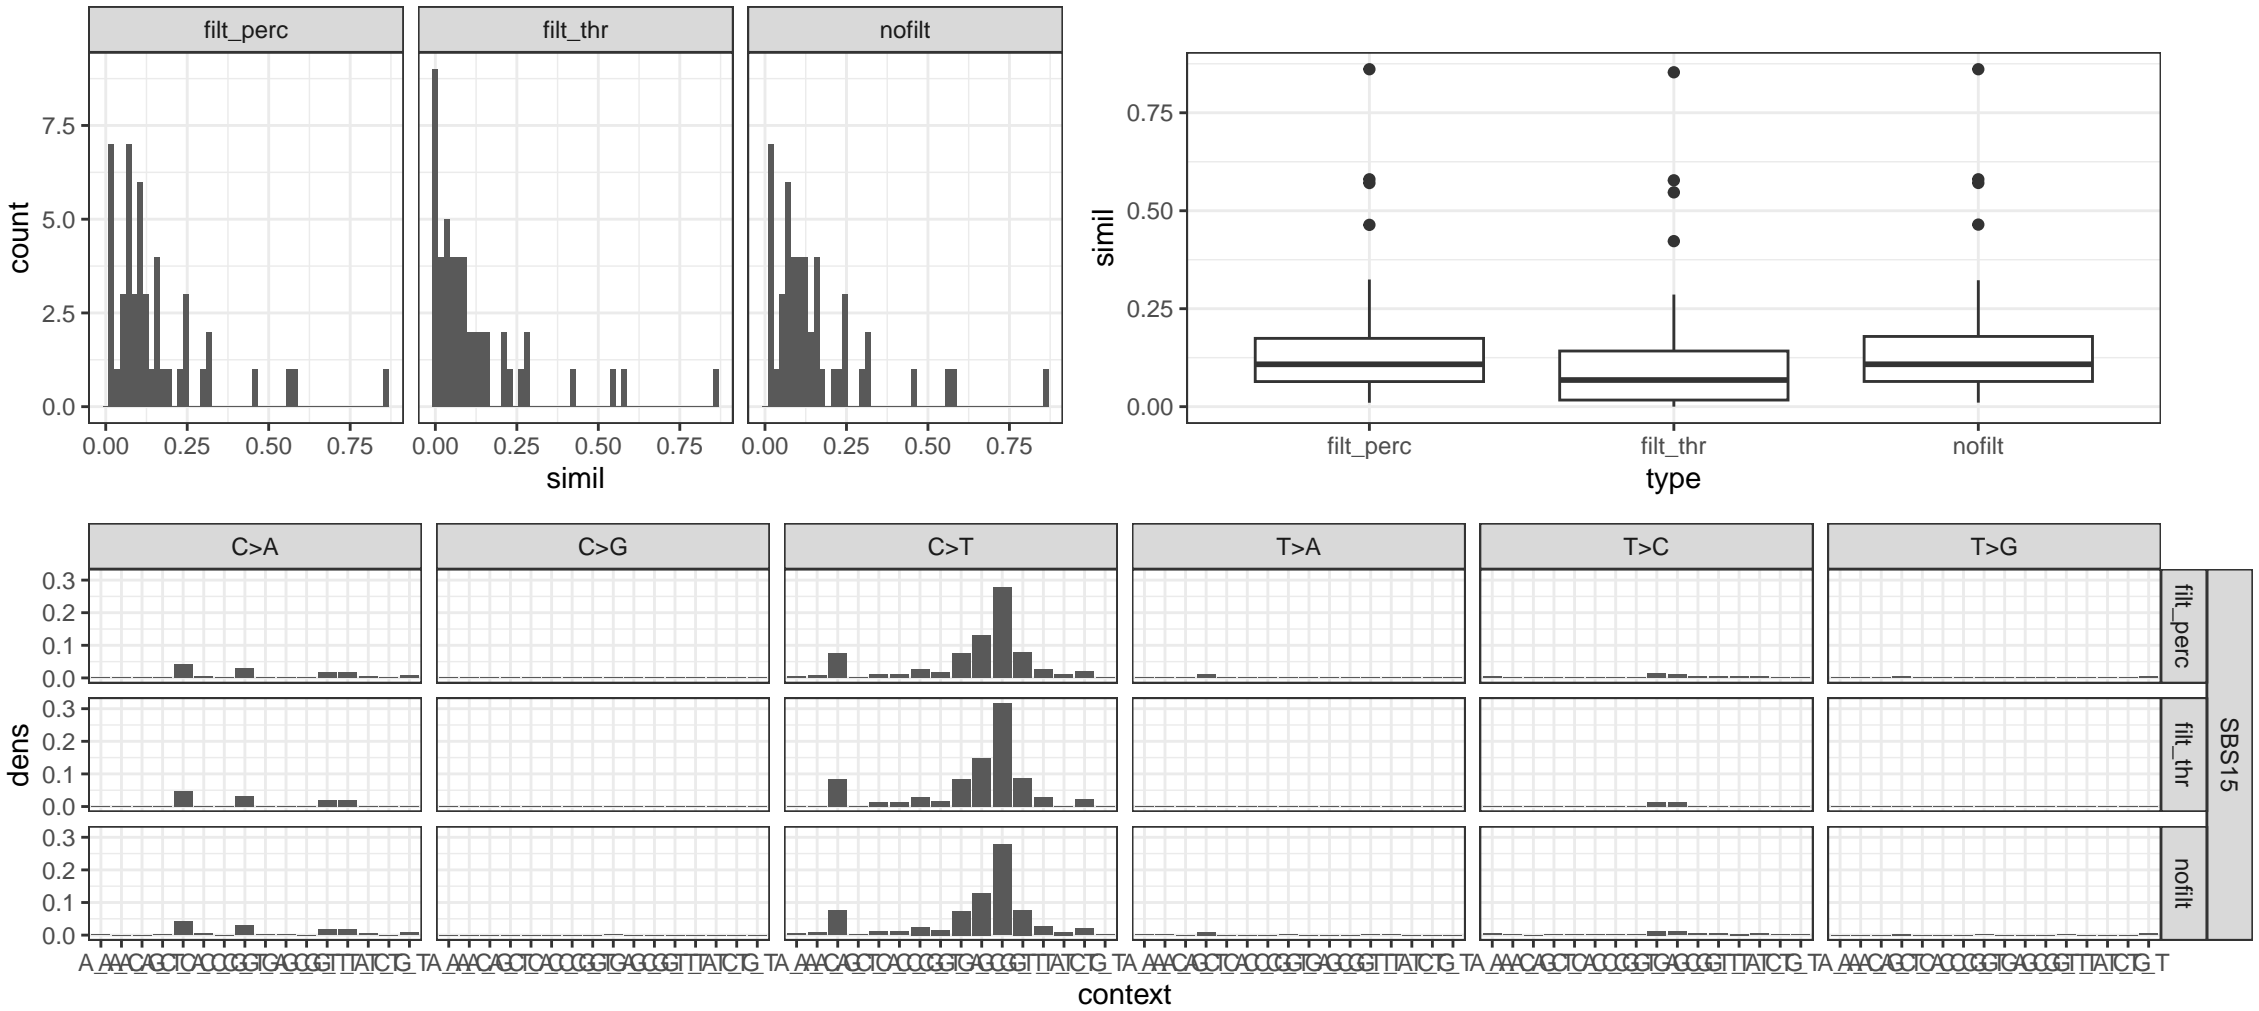 filt_perc filt_thr nofilt
count
7.5
5.0
2.5
0.0
0.00 0.25 0.50 0.75 0.00 0.25 0.50 0.75 0.00 0.25 0.50 0.75
simil
simil
0.75
0.50
0.25
0.00
filt_perc filt_thr nofilt
type
C>A C>G C>T T>A T>C T>G
dens
0.3
0.2
0.1
0.0
filt_perc
0.3
0.2
0.1
0.0
filt_thr
SBS15
0.3
0.2
0.1
0.0
nofilt
context